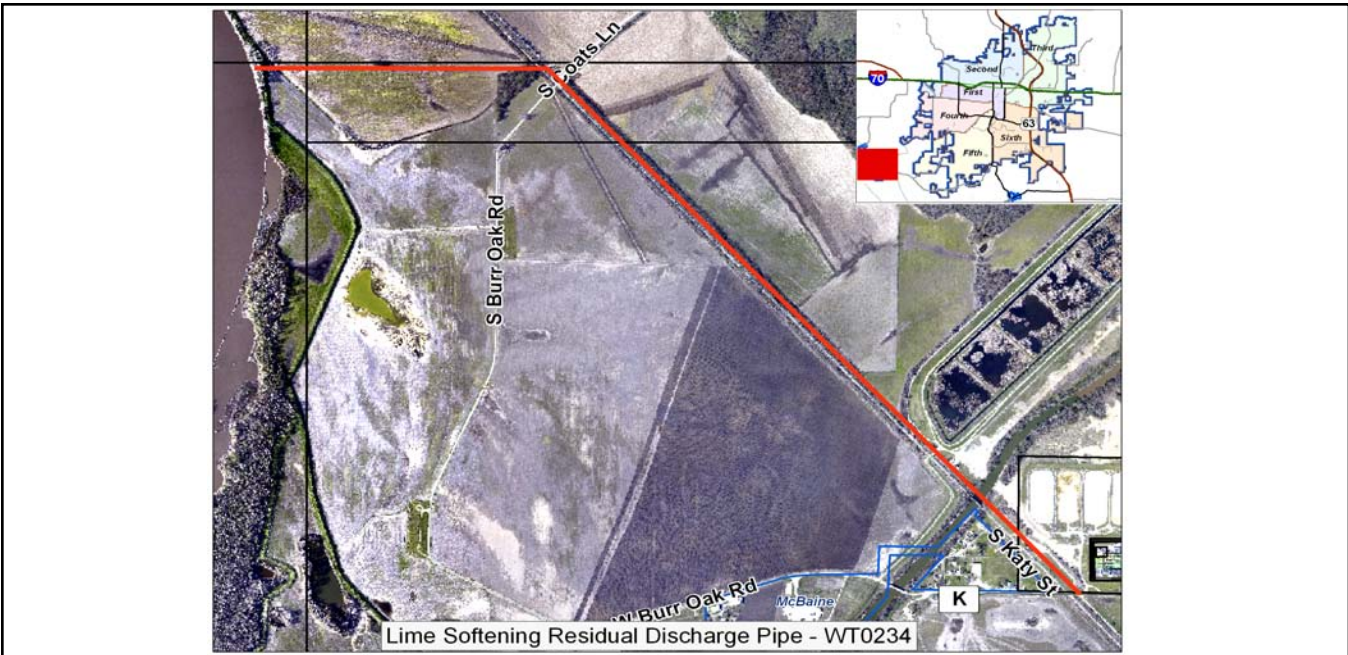 S Coats Ln
S Burr Oak Rd
W Burr Oak Rd
McBaine
S Katy St
K
Second
Third
70
First
Fourth
63
Sixth
Fifth
Lime Softening Residual Discharge Pipe - WT0234